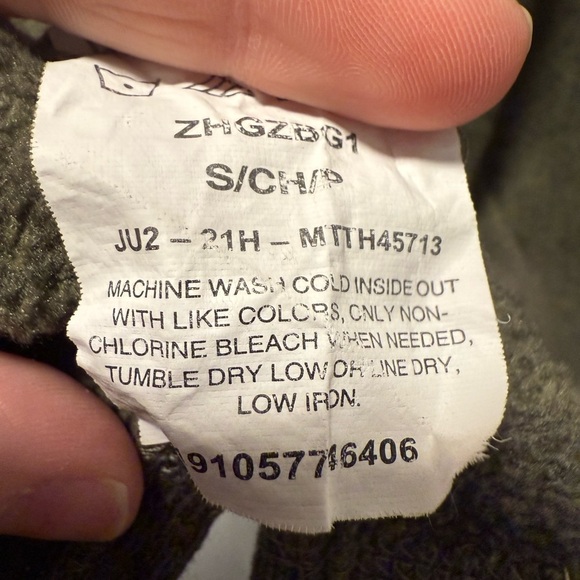 ZHGZBG1
S/CH/P
JU2 – 21H – MTTH45713
MACHINE WASH COLD INSIDE OUT
WITH LIKE COLORS, ONLY NON-
CHLORINE BLEACH WHEN NEEDED,
TUMBLE DRY LOW OR LINE DRY,
LOW IRON.
191057746406